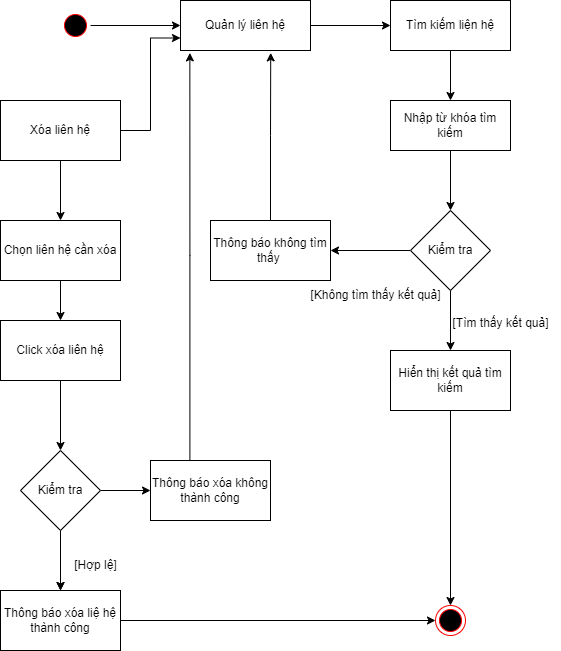 Quản lý liên hệ
Tìm kiếm liện hệ
Xóa liên hệ
Nhập từ khóa tìm
kiếm
Chọn liên hệ cần xóa
Thông báo không tìm
thấy
Kiểm tra
[Không tìm thấy kết quả]
[Tìm thấy kết quả]
Click xóa liên hệ
Hiển thị kết quả tìm
kiếm
Kiểm tra
Thông báo xóa không
thành công
[Hợp lệ]
Thông báo xóa liệ hệ
thành công